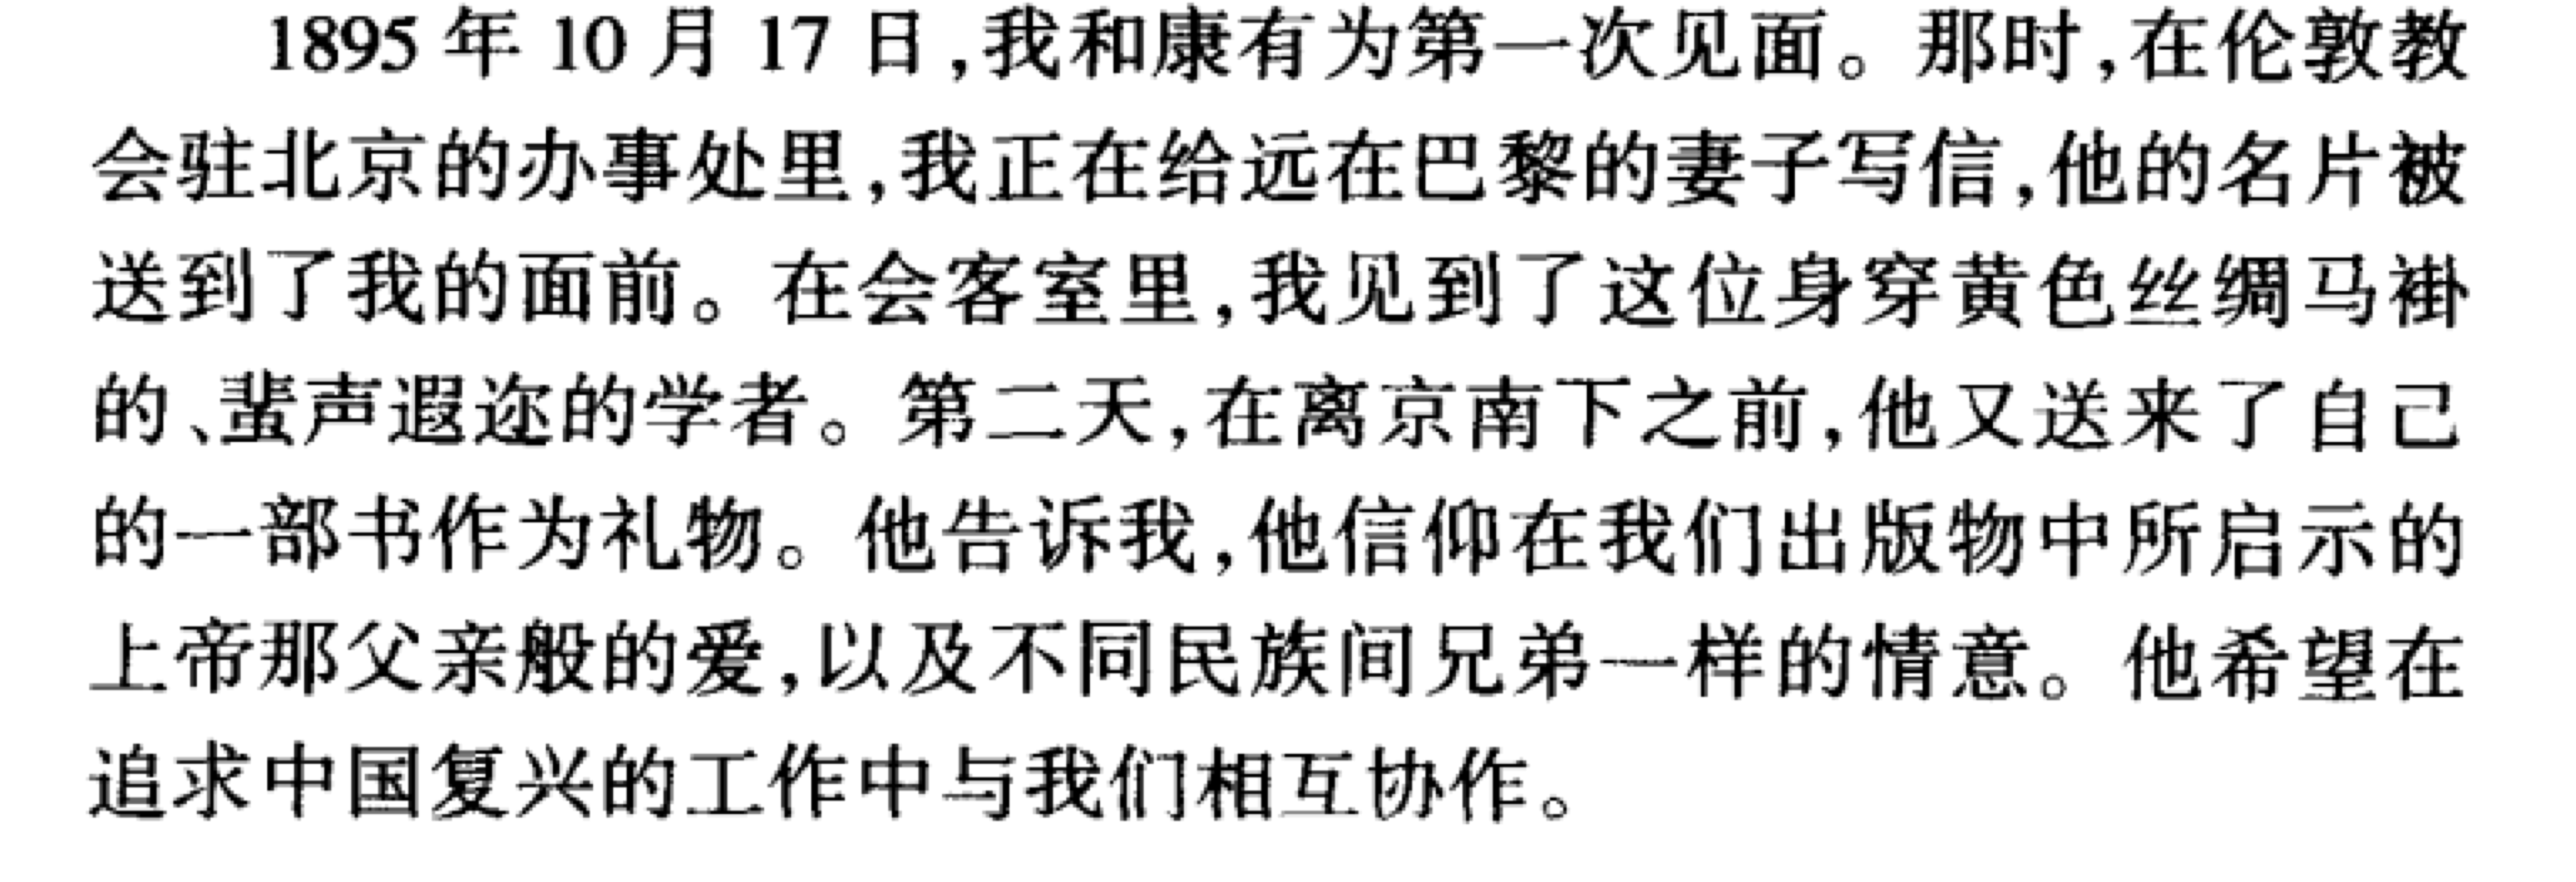 1895 年 10 月 17 日,我和康有为第一次见面。那时,在伦敦教
会驻北京的办事处里,我正在给远在巴黎的妻子写信,他的名片被
送到了我的面前。在会客室里,我见到了这位身穿黄色丝绸马褂
的、蜚声遐迩的学者。第二天,在离京南下之前,他又送来了自己
的一部书作为礼物。他告诉我,他信仰在我们出版物中所启示的
上帝那父亲般的爱,以及不同民族间兄弟一样的情意。他希望在
追求中国复兴的工作中与我们相互协作。